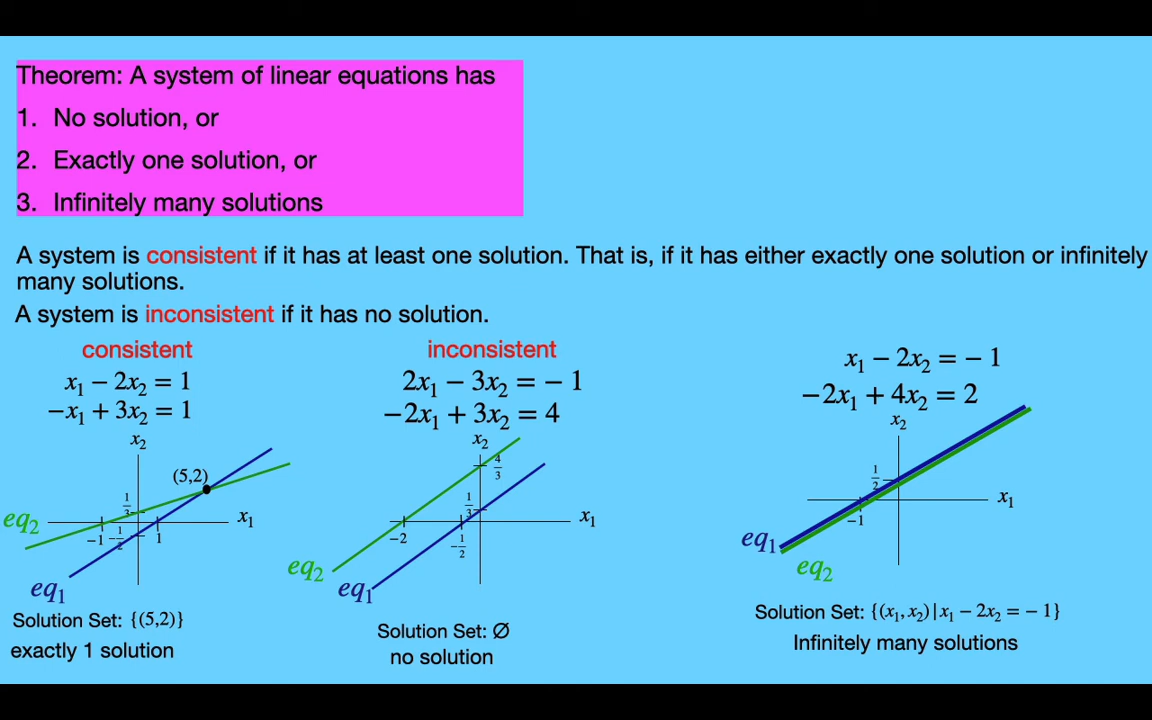 Theorem: A system of linear equations has
1. No solution, or
2. Exactly one solution, or
3. Infinitely many solutions
A system is consistent if it has at least one solution. That is, if it has either exactly one solution or infinitely
many solutions.
A system is inconsistent if it has no solution.
consistent
x₁ − 2x₂ = 1
−x₁ + 3x₂ = 1
x₂
(5,2)
1/3
x₁
eq₂
−1
−1/2
1
eq₁
Solution Set: {(5,2)}
exactly 1 solution
inconsistent
2x₁ − 3x₂ = − 1
−2x₁ + 3x₂ = 4
x₂
4/3
1/3
x₁
−2
−1/2
eq₂
eq₁
Solution Set: ∅
no solution
x₁ − 2x₂ = − 1
−2x₁ + 4x₂ = 2
x₂
1/2
x₁
−1
eq₁
eq₂
Solution Set: {(x₁, x₂) | x₁ − 2x₂ = − 1}
Infinitely many solutions